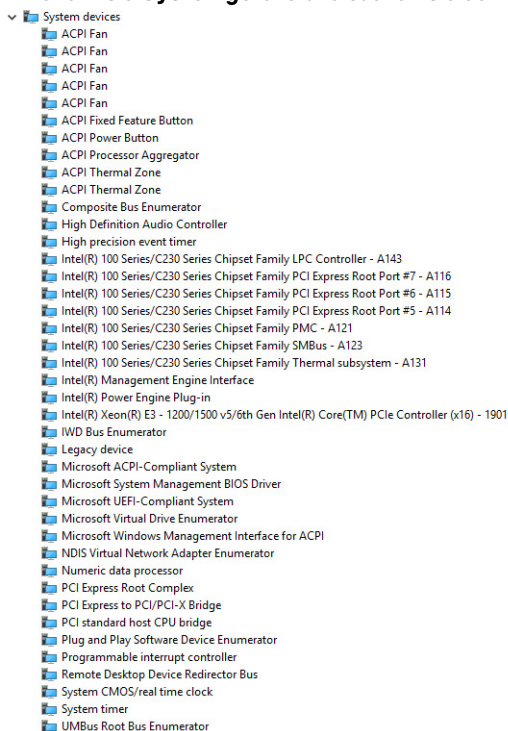 System devices
ACPI Fan
ACPI Fan
ACPI Fan
ACPI Fan
ACPI Fan
ACPI Fixed Feature Button
ACPI Power Button
ACPI Processor Aggregator
ACPI Thermal Zone
ACPI Thermal Zone
Composite Bus Enumerator
High Definition Audio Controller
High precision event timer
Intel(R) 100 Series/C230 Series Chipset Family LPC Controller - A143
Intel(R) 100 Series/C230 Series Chipset Family PCI Express Root Port #7 - A116
Intel(R) 100 Series/C230 Series Chipset Family PCI Express Root Port #6 - A115
Intel(R) 100 Series/C230 Series Chipset Family PCI Express Root Port #5 - A114
Intel(R) 100 Series/C230 Series Chipset Family PMC - A121
Intel(R) 100 Series/C230 Series Chipset Family SMBus - A123
Intel(R) 100 Series/C230 Series Chipset Family Thermal subsystem - A131
Intel(R) Management Engine Interface
Intel(R) Power Engine Plug-in
Intel(R) Xeon(R) E3 - 1200/1500 v5/6th Gen Intel(R) Core(TM) PCIe Controller (x16) - 1901
IWD Bus Enumerator
Legacy device
Microsoft ACPI-Compliant System
Microsoft System Management BIOS Driver
Microsoft UEFI-Compliant System
Microsoft Virtual Drive Enumerator
Microsoft Windows Management Interface for ACPI
NDIS Virtual Network Adapter Enumerator
Numeric data processor
PCI Express Root Complex
PCI Express to PCI/PCI-X Bridge
PCI standard host CPU bridge
Plug and Play Software Device Enumerator
Programmable interrupt controller
Remote Desktop Device Redirector Bus
System CMOS/real time clock
System timer
UMBus Root Bus Enumerator